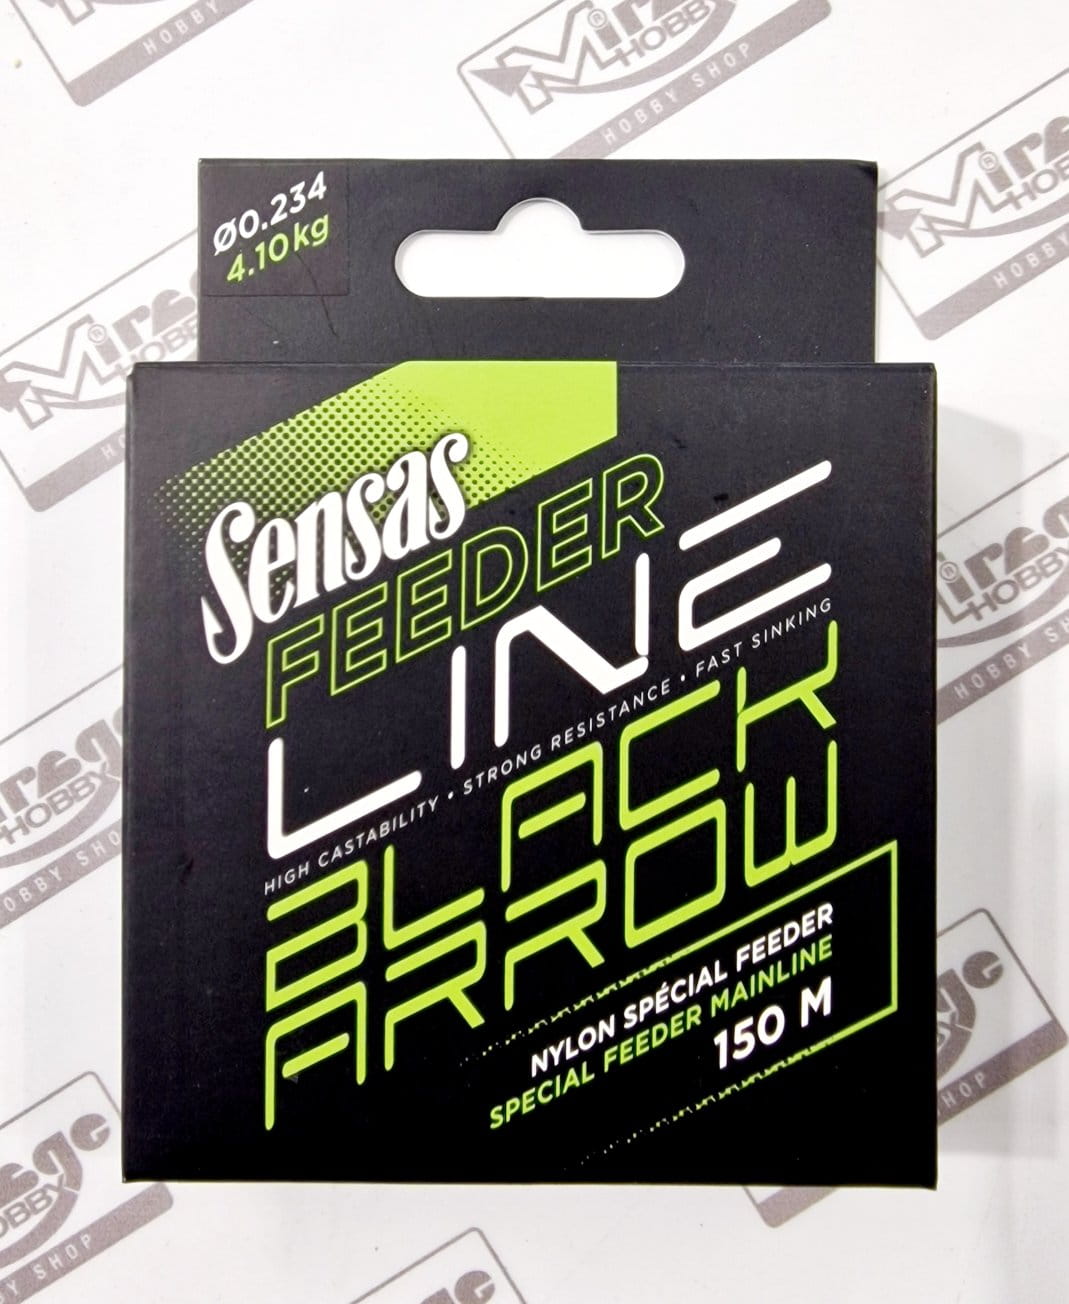 Ø0.234
4.10kg
Sensas
FEEDER
LINE
HIGH CASTABILITY • STRONG RESISTANCE • FAST SINKING
BLACK
ARROW
NYLON SPÉCIAL FEEDER
SPECIAL FEEDER MAINLINE
150 M
Mirage
HOBBY
HOBBY SHOP